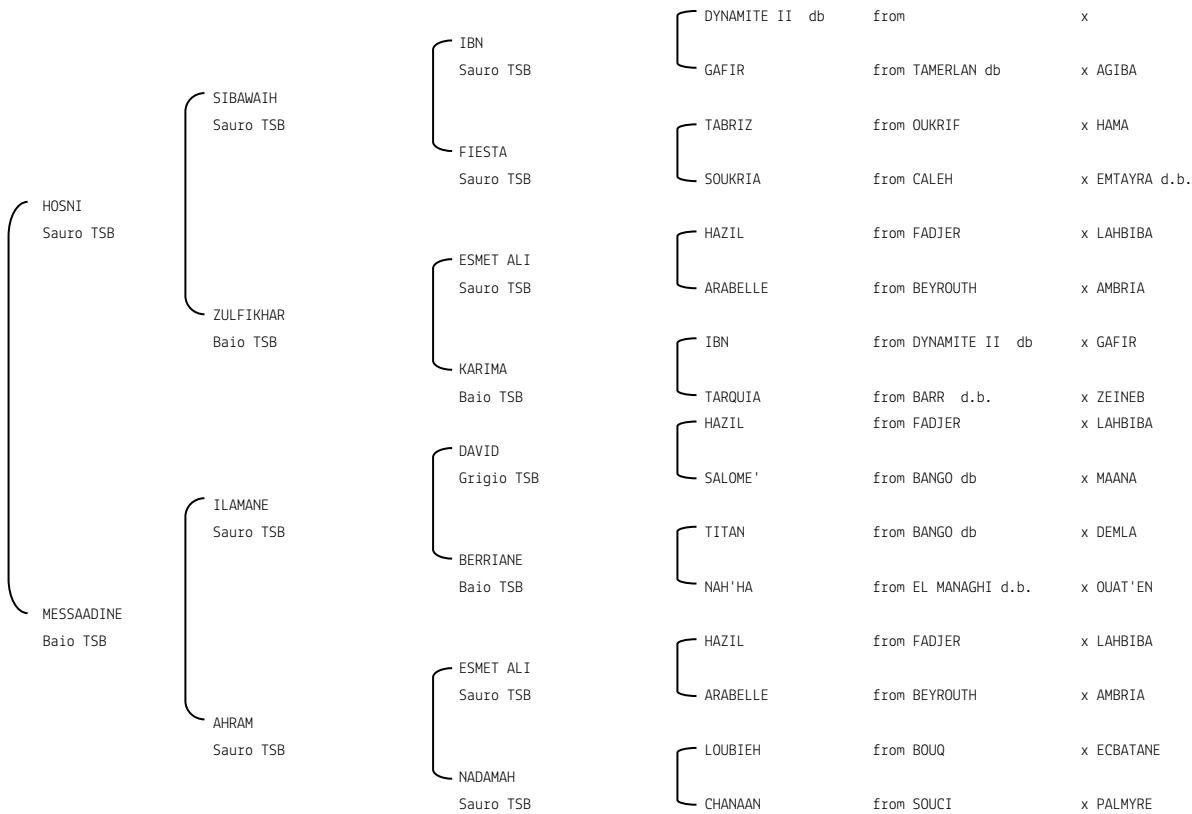 DYNAMITE II db from x
IBN
Sauro TSB GAFIR from TAMERLAN db x AGIBA
SIBAWAIH
Sauro TSB TABRIZ from OUKRIF x HAMA
FIESTA
Sauro TSB SOUKRIA from CALEH x EMTAYRA d.b.
HOSNI
Sauro TSB HAZIL from FADJER x LAHBIBA
ESMET ALI
Sauro TSB ARABELLE from BEYROUTH x AMBRIA
ZULFIKHAR
Baio TSB IBN from DYNAMITE II db x GAFIR
KARIMA
Baio TSB TARQUIA from BARR d.b. x ZEINEB
HAZIL from FADJER x LAHBIBA
DAVID
Grigio TSB SALOME' from BANGO db x MAANA
ILAMANE
Sauro TSB TITAN from BANGO db x DEMLA
BERRIANE
Baio TSB NAH'HA from EL MANAGHI d.b. x OUAT'EN
MESSAADINE
Baio TSB HAZIL from FADJER x LAHBIBA
ESMET ALI
Sauro TSB ARABELLE from BEYROUTH x AMBRIA
AHRAM
Sauro TSB LOUBIEH from BOUQ x ECBATANE
NADAMAH
Sauro TSB CHANAAN from SOUCI x PALMYRE